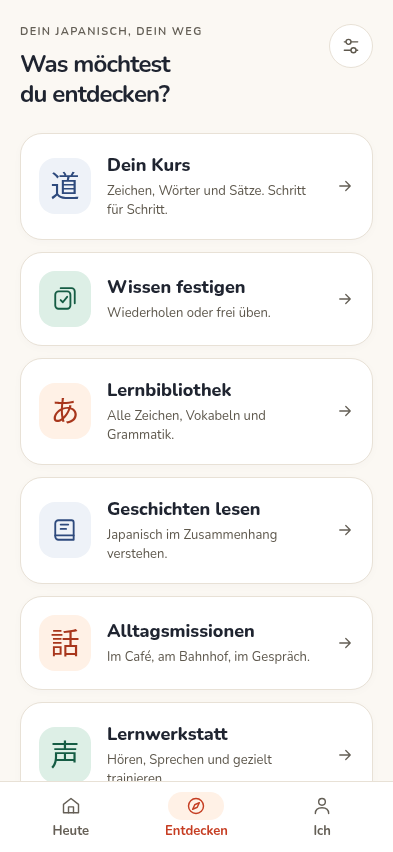 DEIN JAPANISCH, DEIN WEG
Was möchtest
du entdecken?
道
Dein Kurs
Zeichen, Wörter und Sätze. Schritt
für Schritt.
Wissen festigen
Wiederholen oder frei üben.
あ
Lernbibliothek
Alle Zeichen, Vokabeln und
Grammatik.
Geschichten lesen
Japanisch im Zusammenhang
verstehen.
話
Alltagsmissionen
Im Café, am Bahnhof, im Gespräch.
声
Lernwerkstatt
Hören, Sprechen und gezielt
trainieren.
Heute
Entdecken
Ich